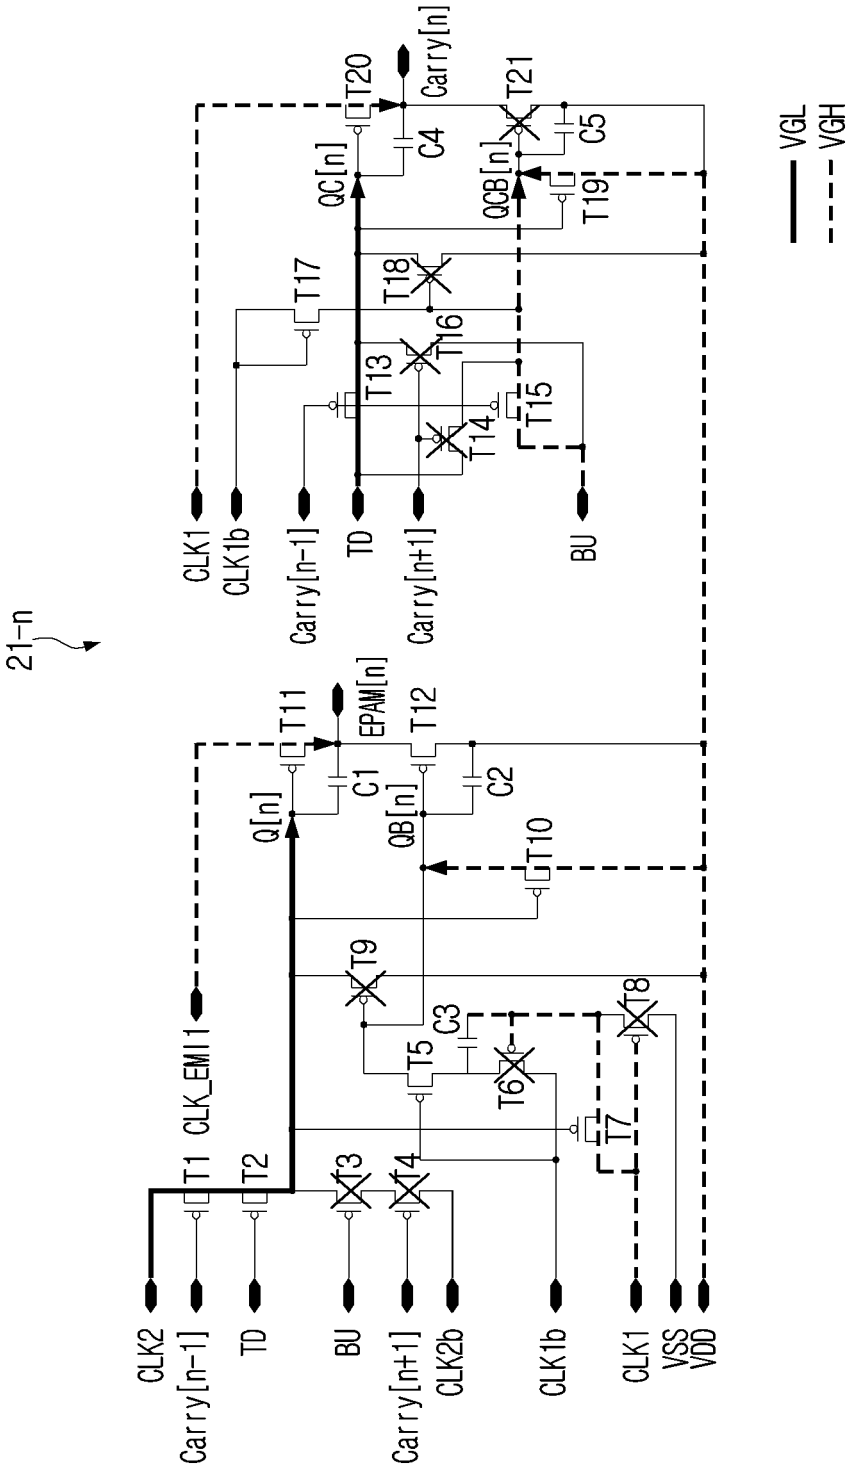 21-n
CLK2
Carry[n-1]
TD
BU
Carry[n+1]
CLK2b
CLK1b
CLK1
VSS
VDD
T1
T2
T3
T4
T5
T6
T7
T8
T9
T10
C3
CLK_EMI1
Q[n]
T11
C1
EPAM[n]
QB[n]
T12
C2
CLK1
CLK1b
Carry[n-1]
TD
Carry[n+1]
BU
T13
T14
T15
T16
T17
T18
T19
QC[n]
T20
C4
Carry[n]
QCB[n]
T21
C5
VGL
VGH